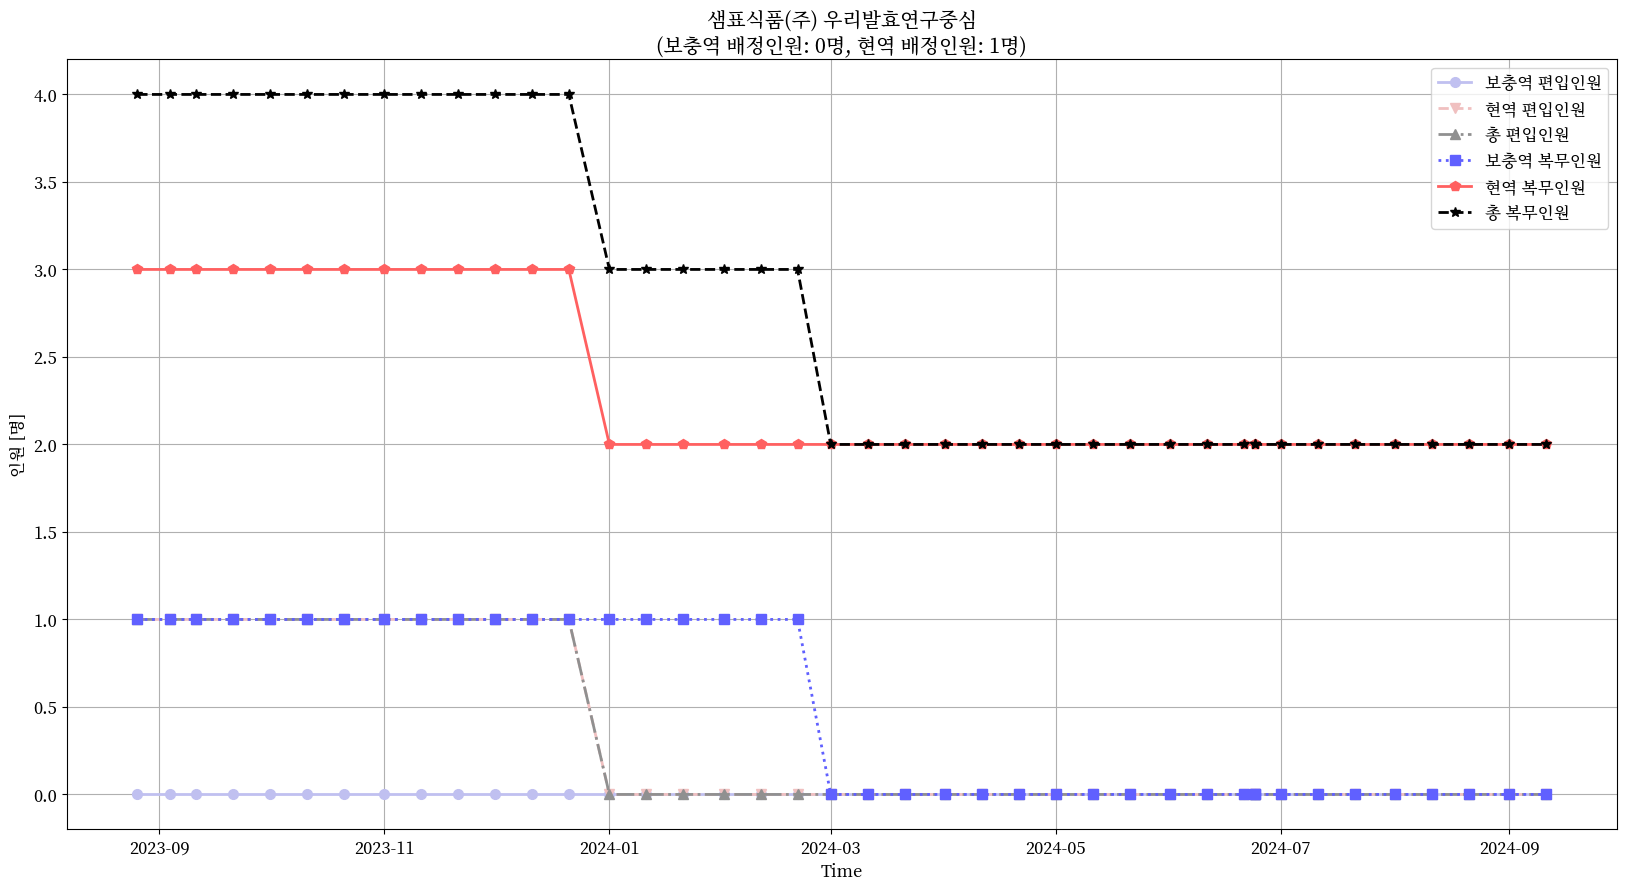 샘표식품(주) 우리발효연구중심
(보충역 배정인원: 0명, 현역 배정인원: 1명)
보충역 편입인원
현역 편입인원
총 편입인원
보충역 복무인원
현역 복무인원
총 복무인원
인원 [명]
4.0
3.5
3.0
2.5
2.0
1.5
1.0
0.5
0.0
2023-09
2023-11
2024-01
2024-03
2024-05
2024-07
2024-09
Time